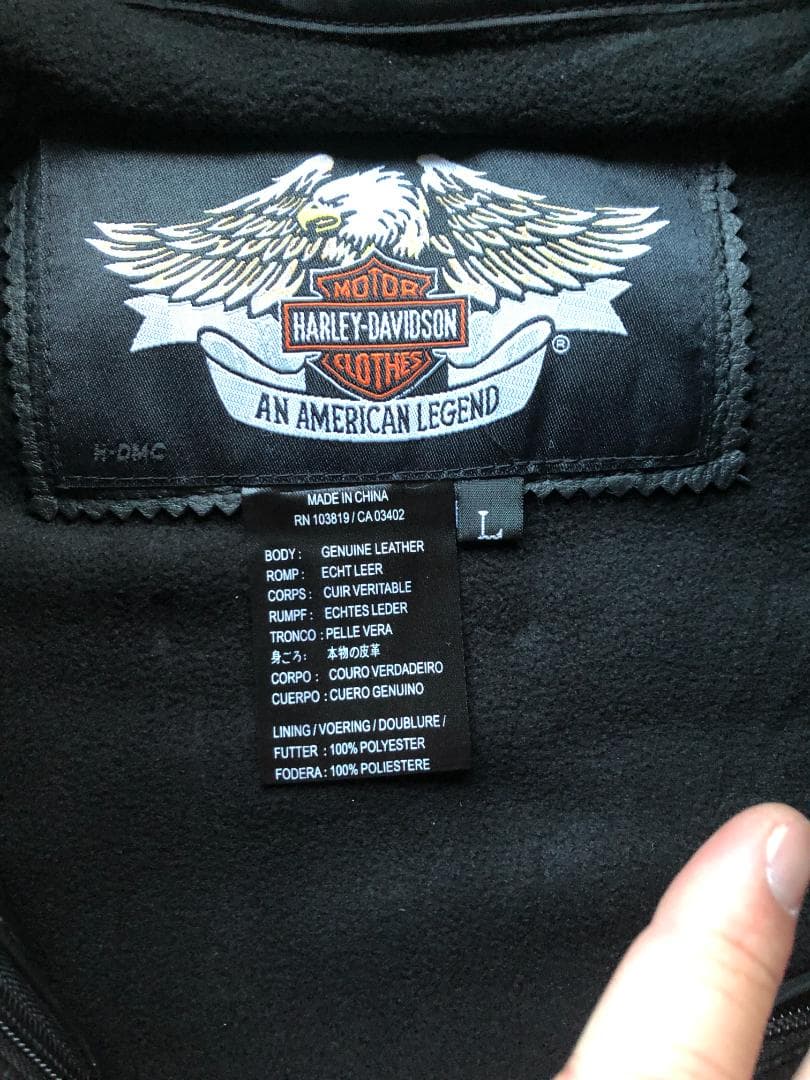 MOTOR
HARLEY-DAVIDSON
CLOTHES
®
AN AMERICAN LEGEND
H-DMC
MADE IN CHINA
RN 103819 / CA 03402
L
BODY : GENUINE LEATHER
ROMP : ECHT LEER
CORPS : CUIR VERITABLE
RUMPF : ECHTES LEDER
TRONCO : PELLE VERA
身ごろ : 本物の皮革
CORPO : COURO VERDADEIRO
CUERPO : CUERO GENUINO
LINING / VOERING / DOUBLURE /
FUTTER : 100% POLYESTER
FODERA : 100% POLIESTERE